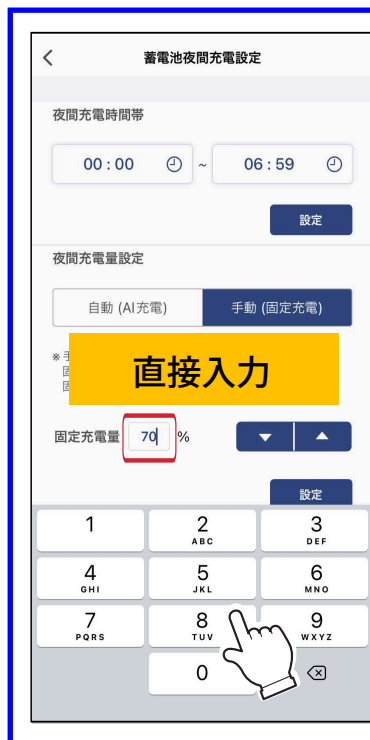 蓄電池夜間充電設定
夜間充電時間帯
00:00 ~ 06:59
設定
夜間充電量設定
自動 (AI充電) 手動 (固定充電)
※手
直接入力
固
固
固定充電量 70 %
設定
1 2 3
ABC DEF
4 5 6
GHI JKL MNO
7 8 9
PQRS TUV WXYZ
0